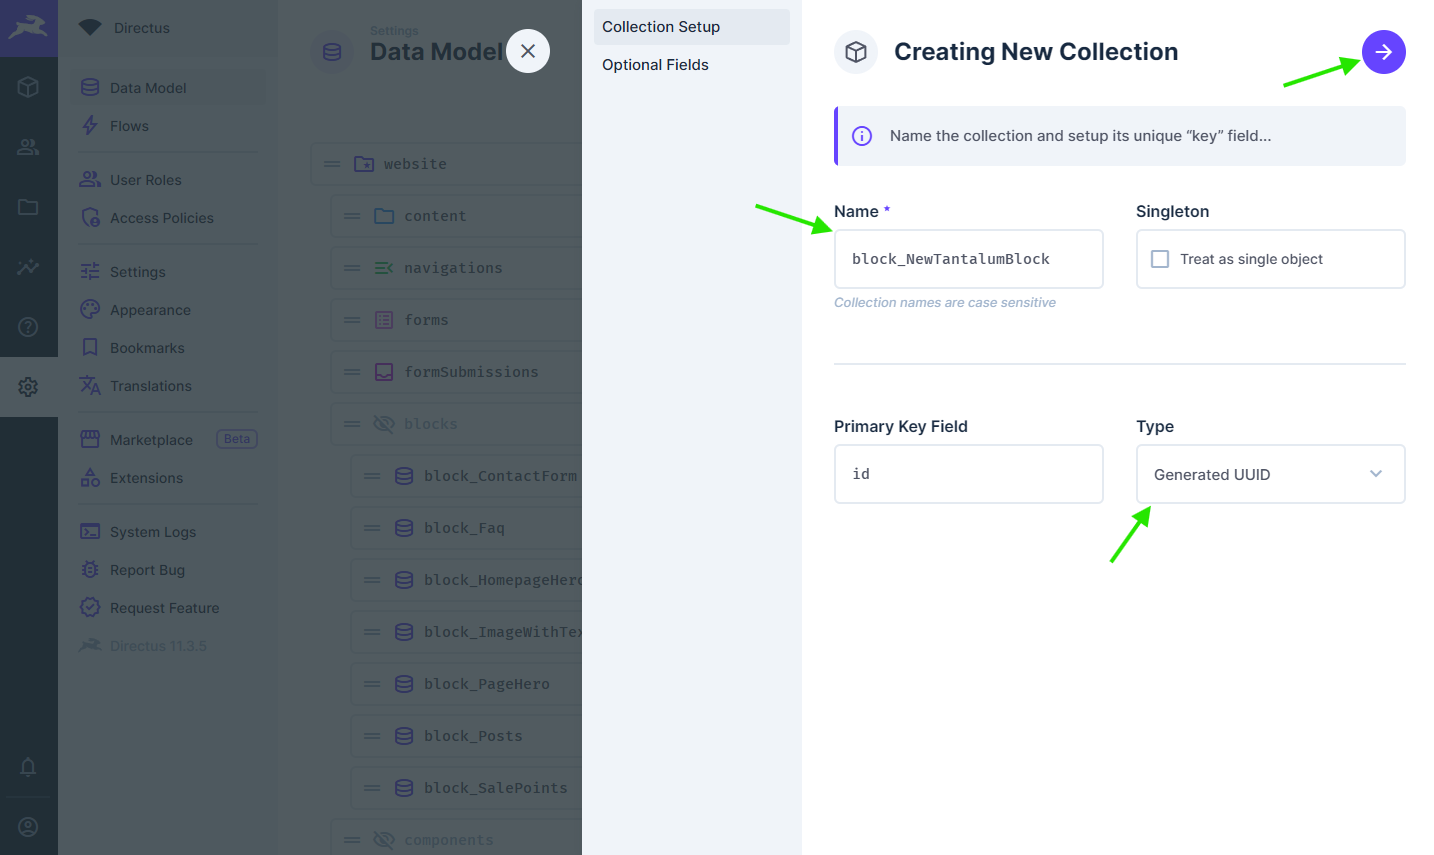 Directus
Data Model
Flows
User Roles
Access Policies
Settings
Appearance
Bookmarks
Translations
Marketplace Beta
Extensions
System Logs
Report Bug
Request Feature
Directus 11.3.5
Settings
Data Model
website
content
navigations
forms
formSubmissions
blocks
block_ContactForm
block_Faq
block_HomepageHero
block_ImageWithTex
block_PageHero
block_Posts
block_SalePoints
components
Collection Setup
Optional Fields
Creating New Collection
Name the collection and setup its unique “key” field...
Name *
Singleton
block_NewTantalumBlock
Treat as single object
Collection names are case sensitive
Primary Key Field
Type
id
Generated UUID